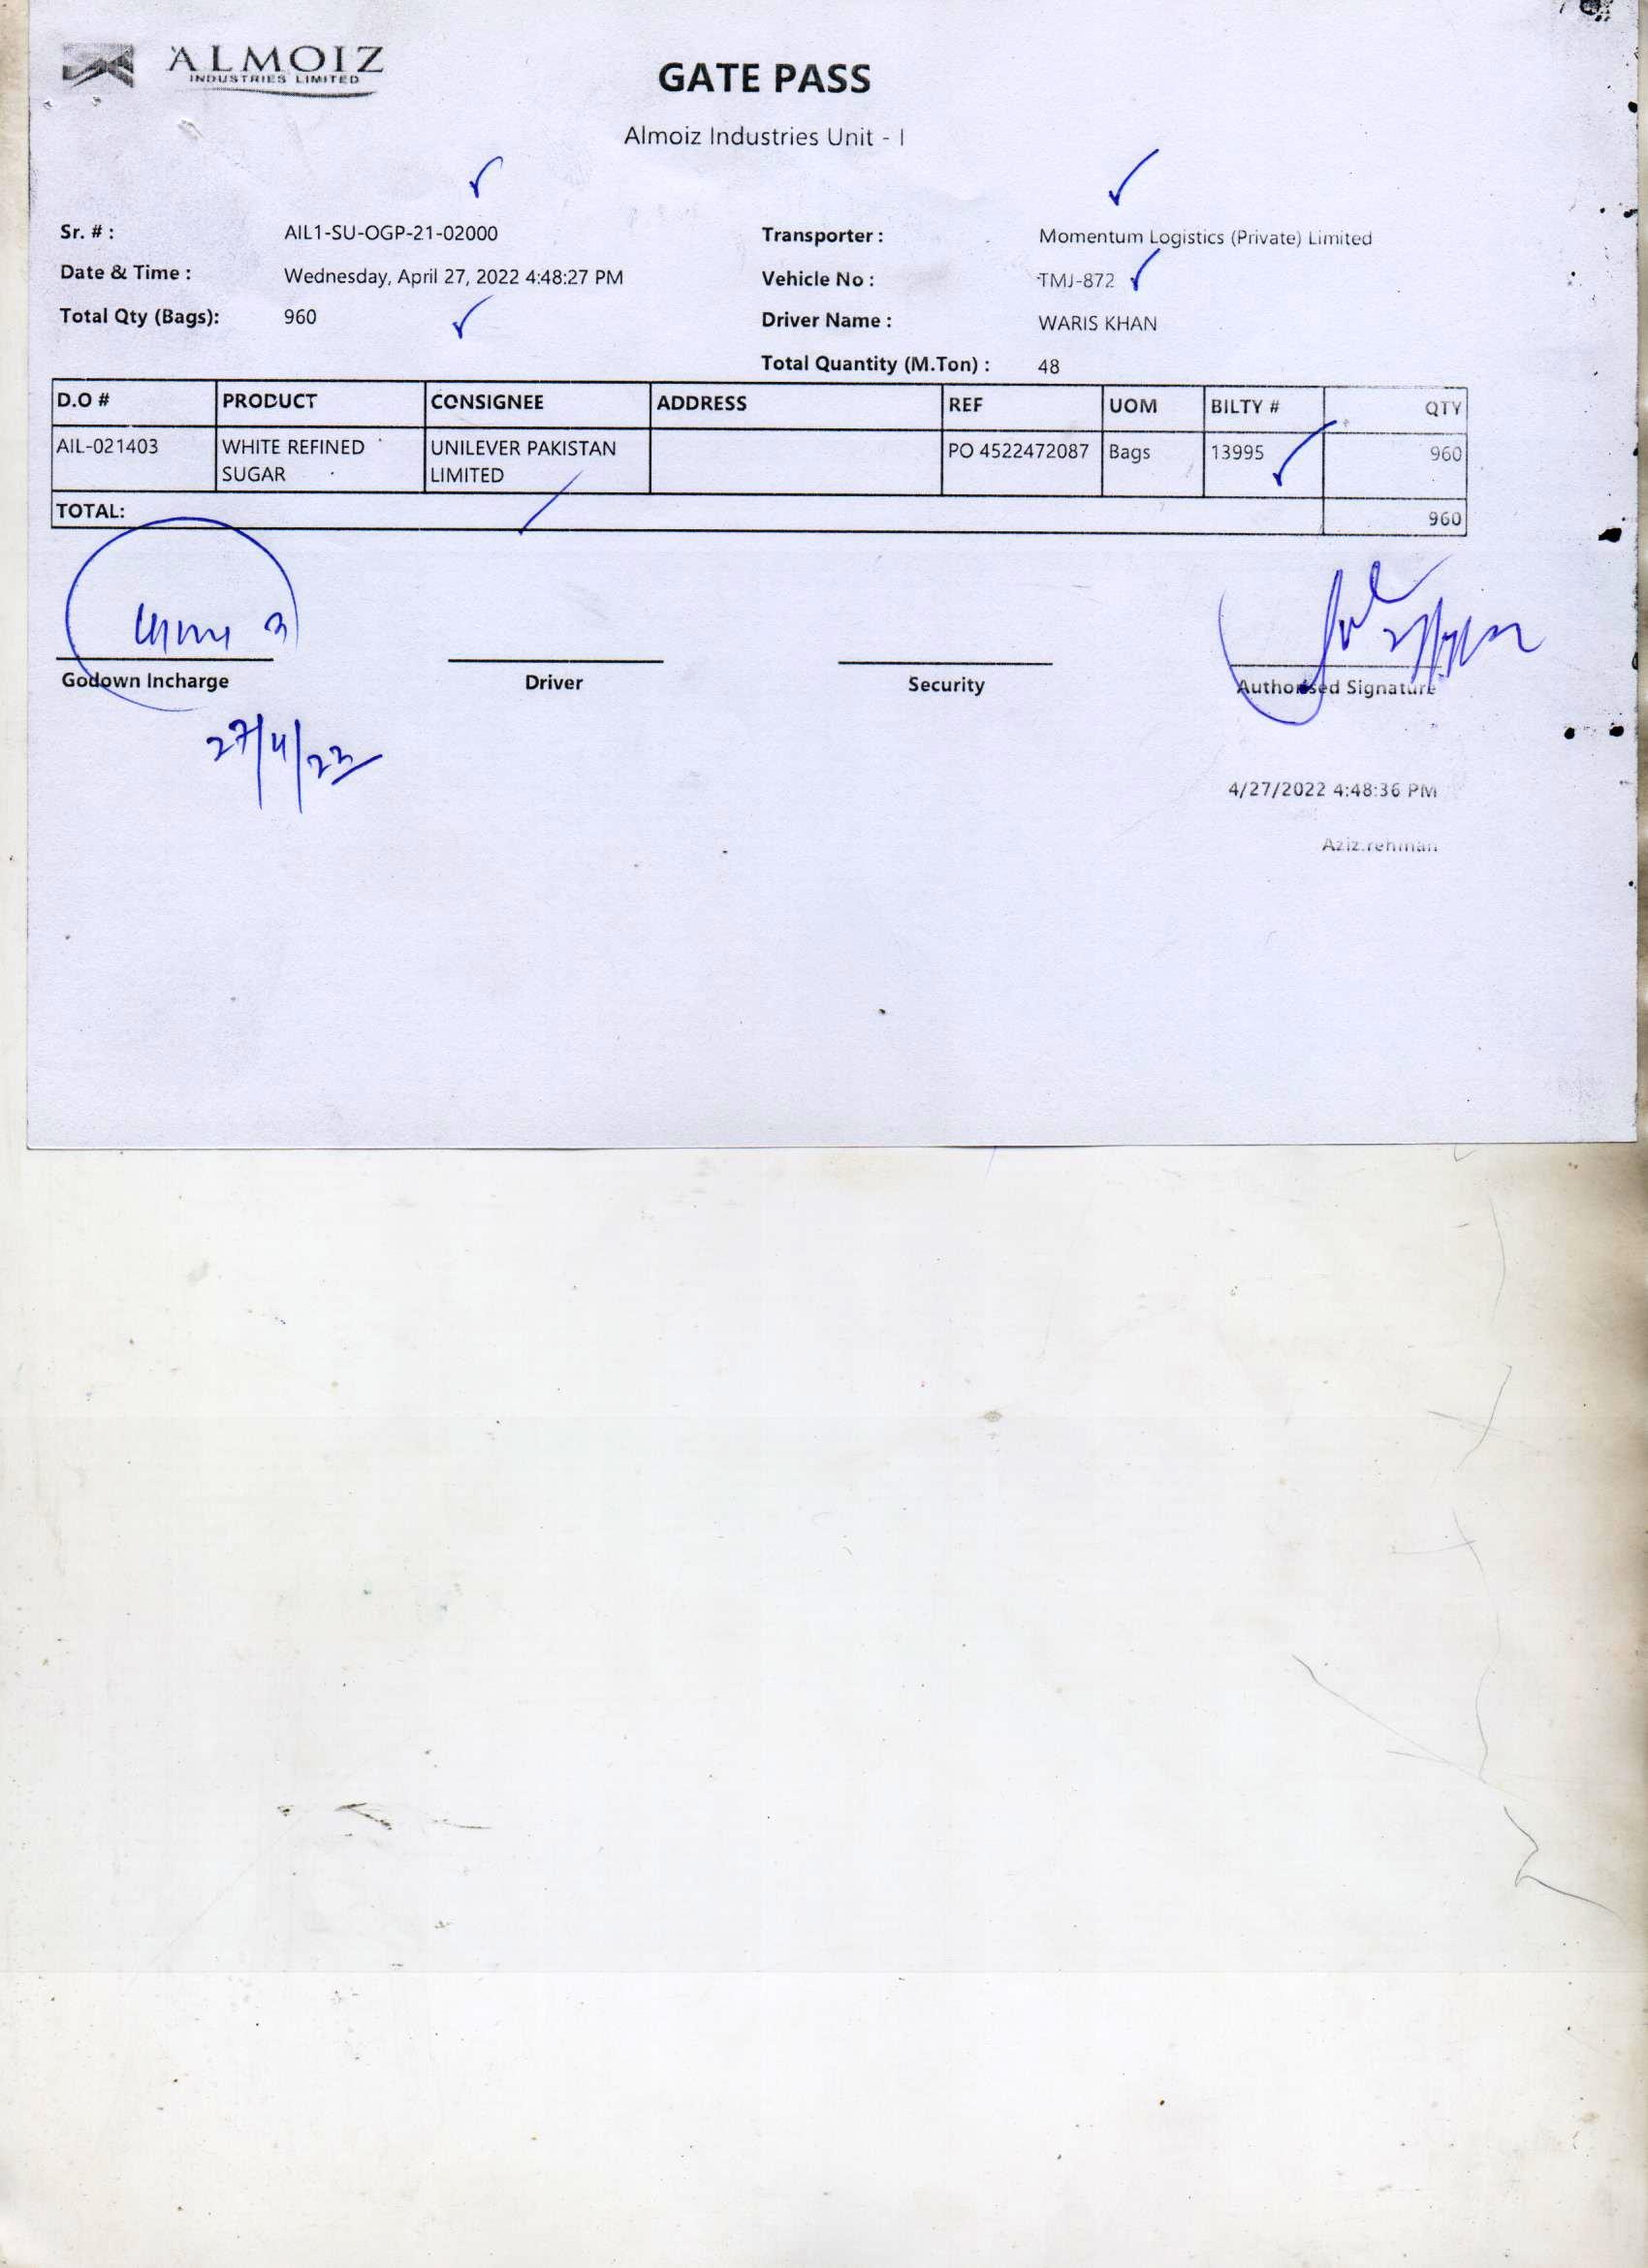 ALMOIZ
INDUSTRIES LIMITED
GATE PASS
Almoiz Industries Unit - I
Sr. # : AIL1-SU-OGP-21-02000 Transporter : Momentum Logistics (Private) Limited
Date & Time : Wednesday, April 27, 2022 4:48:27 PM Vehicle No : TMJ-872
Total Qty (Bags): 960 Driver Name : WARIS KHAN
Total Quantity (M.Ton) : 48
D.O # PRODUCT CONSIGNEE ADDRESS REF UOM BILTY # QTY
AIL-021403 WHITE REFINED UNILEVER PAKISTAN PO 4522472087 Bags 13995 960
SUGAR LIMITED
TOTAL: 960
Godown Incharge Driver Security Authorised Signature
27/4/22
4/27/2022 4:48:36 PM
Aziz.rehman